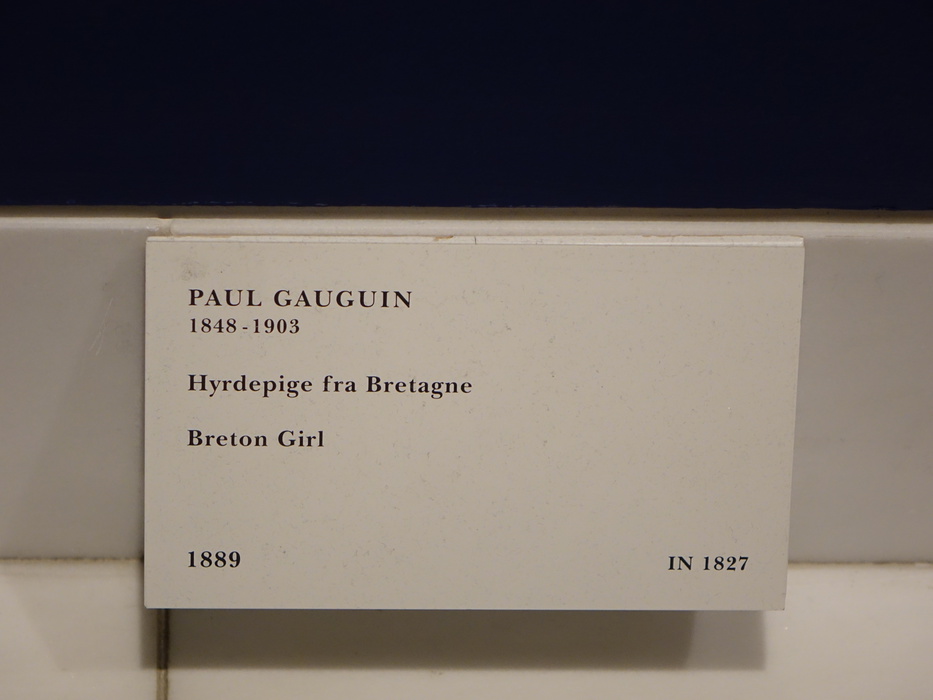 PAUL GAUGUIN
1848-1903
Hyrdepige fra Bretagne
Breton Girl
1889
IN 1827